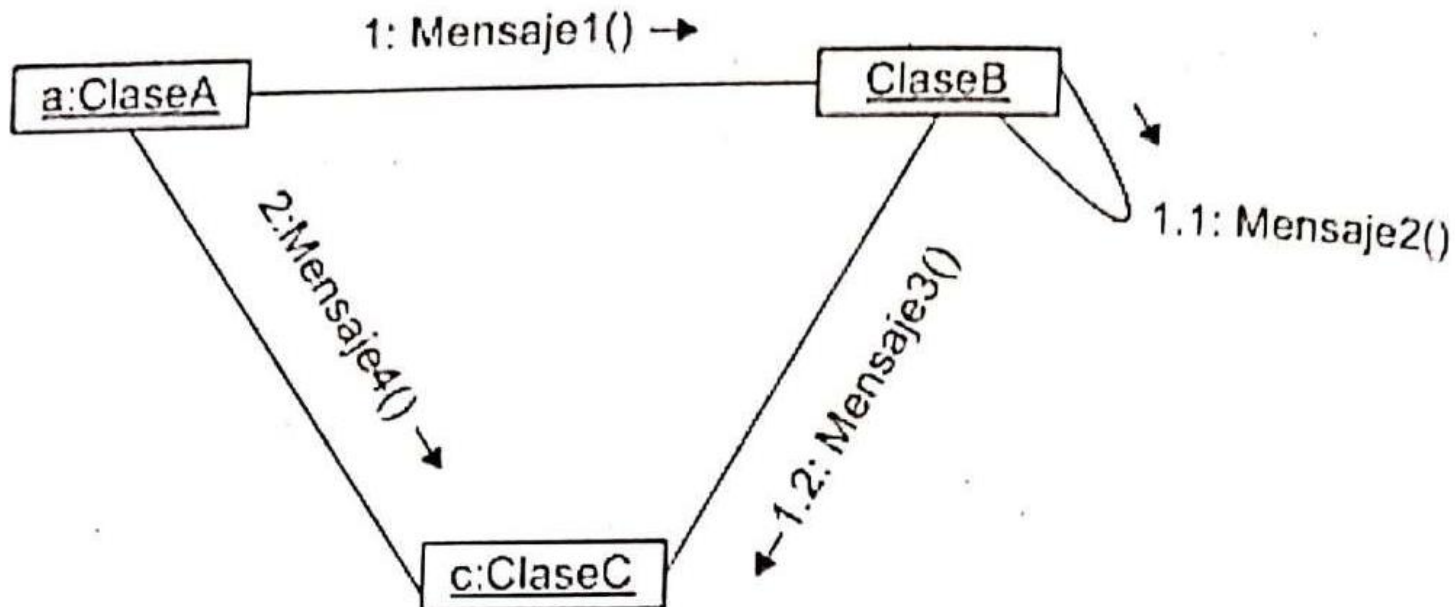 1: Mensaje1()
a:ClaseA
ClaseB
1.1: Mensaje2()
2:Mensaje4()
1.2: Mensaje3()
c:ClaseC